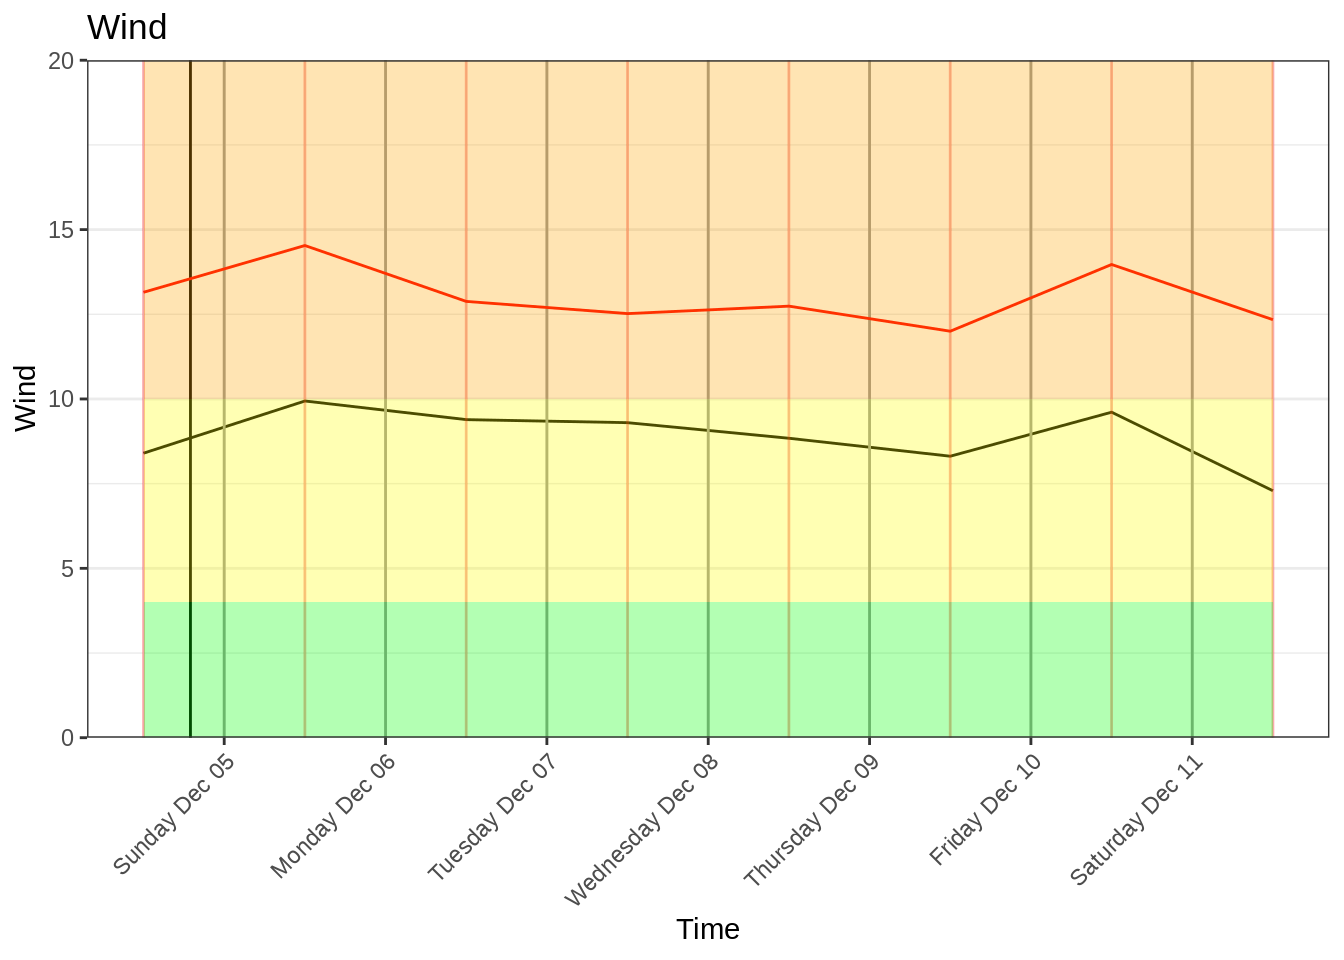 Wind
20
15
10
5
0
Wind
Sunday Dec 05
Monday Dec 06
Tuesday Dec 07
Wednesday Dec 08
Thursday Dec 09
Friday Dec 10
Saturday Dec 11
Time